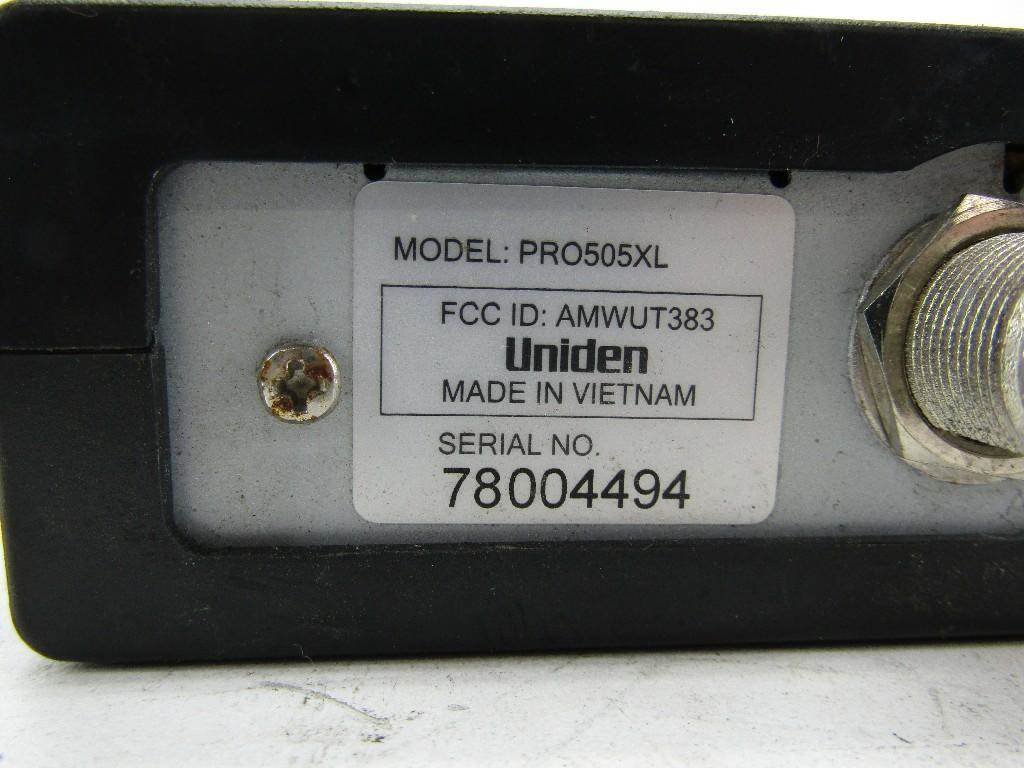 MODEL: PRO505XL
FCC ID: AMWUT383
Uniden
MADE IN VIETNAM
SERIAL NO.
78004494